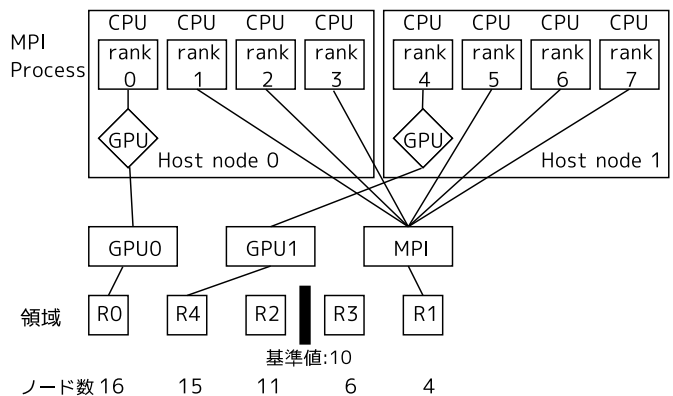 CPU CPU CPU CPU CPU CPU CPU CPU
MPI Process
rank 0 rank 1 rank 2 rank 3 rank 4 rank 5 rank 6 rank 7
GPU GPU
Host node 0 Host node 1
GPU0 GPU1 MPI
領域 R0 R4 R2 R3 R1
基準値:10
ノード数 16 15 11 6 4